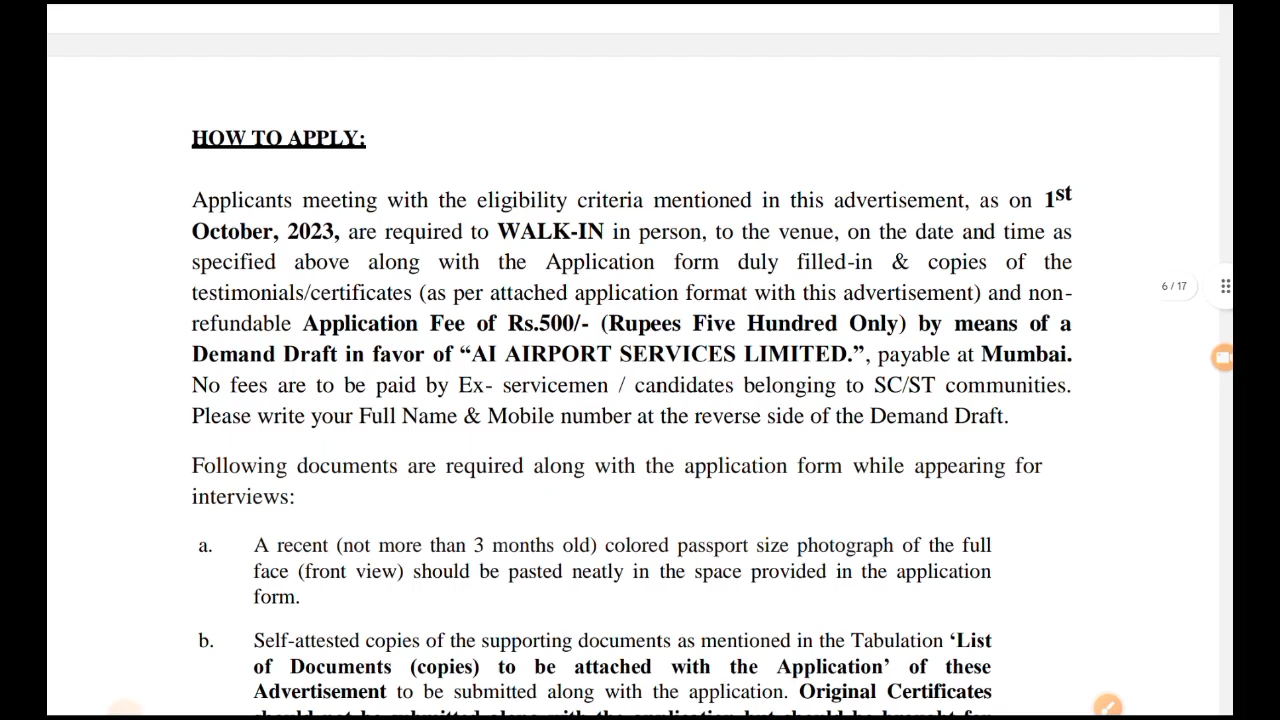 HOW TO APPLY:
Applicants meeting with the eligibility criteria mentioned in this advertisement, as on 1st
October, 2023, are required to WALK-IN in person, to the venue, on the date and time as
specified above along with the Application form duly filled-in & copies of the
testimonials/certificates (as per attached application format with this advertisement) and non-
refundable Application Fee of Rs.500/- (Rupees Five Hundred Only) by means of a
Demand Draft in favor of “AI AIRPORT SERVICES LIMITED.”, payable at Mumbai.
No fees are to be paid by Ex- servicemen / candidates belonging to SC/ST communities.
Please write your Full Name & Mobile number at the reverse side of the Demand Draft.
Following documents are required along with the application form while appearing for
interviews:
a. A recent (not more than 3 months old) colored passport size photograph of the full
face (front view) should be pasted neatly in the space provided in the application
form.
b. Self-attested copies of the supporting documents as mentioned in the Tabulation ‘List
of Documents (copies) to be attached with the Application’ of these
Advertisement to be submitted along with the application. Original Certificates
6 / 17